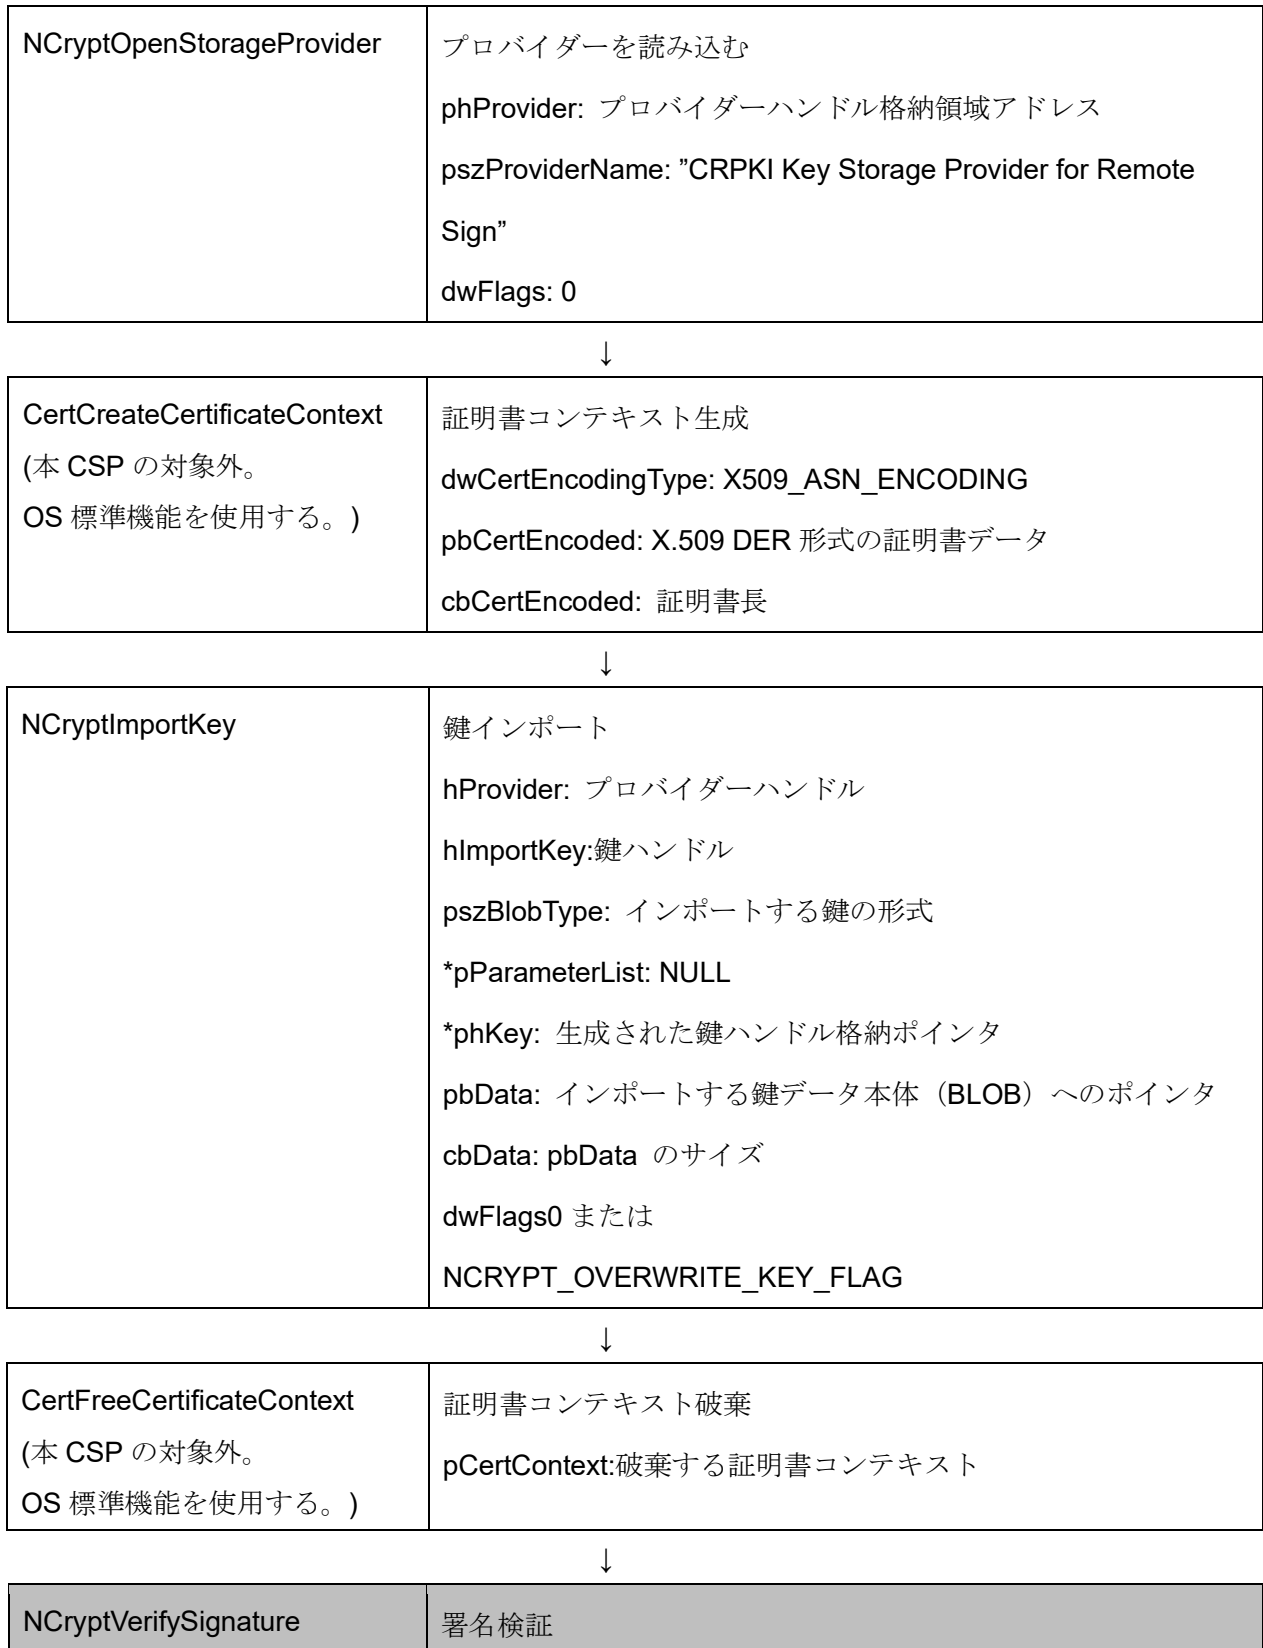 NCryptOpenStorageProvider
プロバイダーを読み込む
phProvider: プロバイダーハンドル格納領域アドレス
pszProviderName: ”CRPKI Key Storage Provider for Remote
Sign”
dwFlags: 0
↓
CertCreateCertificateContext
(本 CSP の対象外。
OS 標準機能を使用する。)
証明書コンテキスト生成
dwCertEncodingType: X509_ASN_ENCODING
pbCertEncoded: X.509 DER 形式の証明書データ
cbCertEncoded: 証明書長
↓
NCryptImportKey
鍵インポート
hProvider: プロバイダーハンドル
hImportKey:鍵ハンドル
pszBlobType: インポートする鍵の形式
*pParameterList: NULL
*phKey: 生成された鍵ハンドル格納ポインタ
pbData: インポートする鍵データ本体（BLOB）へのポインタ
cbData: pbData のサイズ
dwFlags0 または
NCRYPT_OVERWRITE_KEY_FLAG
↓
CertFreeCertificateContext
(本 CSP の対象外。
OS 標準機能を使用する。)
証明書コンテキスト破棄
pCertContext:破棄する証明書コンテキスト
↓
NCryptVerifySignature
署名検証